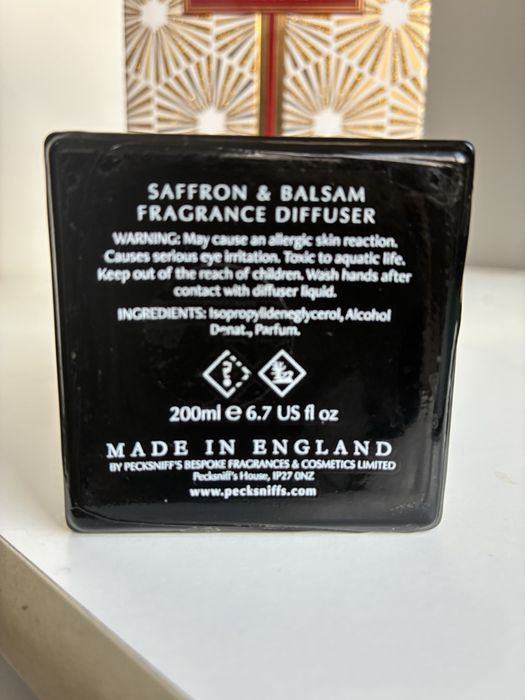 SAFFRON & BALSAM
FRAGRANCE DIFFUSER
WARNING: May cause an allergic skin reaction.
Causes serious eye irritation. Toxic to aquatic life.
Keep out of the reach of children. Wash hands after
contact with diffuser liquid.
INGREDIENTS: Isopropylideneglycerol, Alcohol
Denat., Parfum.
200ml e 6.7 US fl oz
MADE IN ENGLAND
BY PECKSNIFF'S BESPOKE FRAGRANCES & COSMETICS LIMITED
Pecksniff's House, IP27 0NZ
www.pecksniffs.com